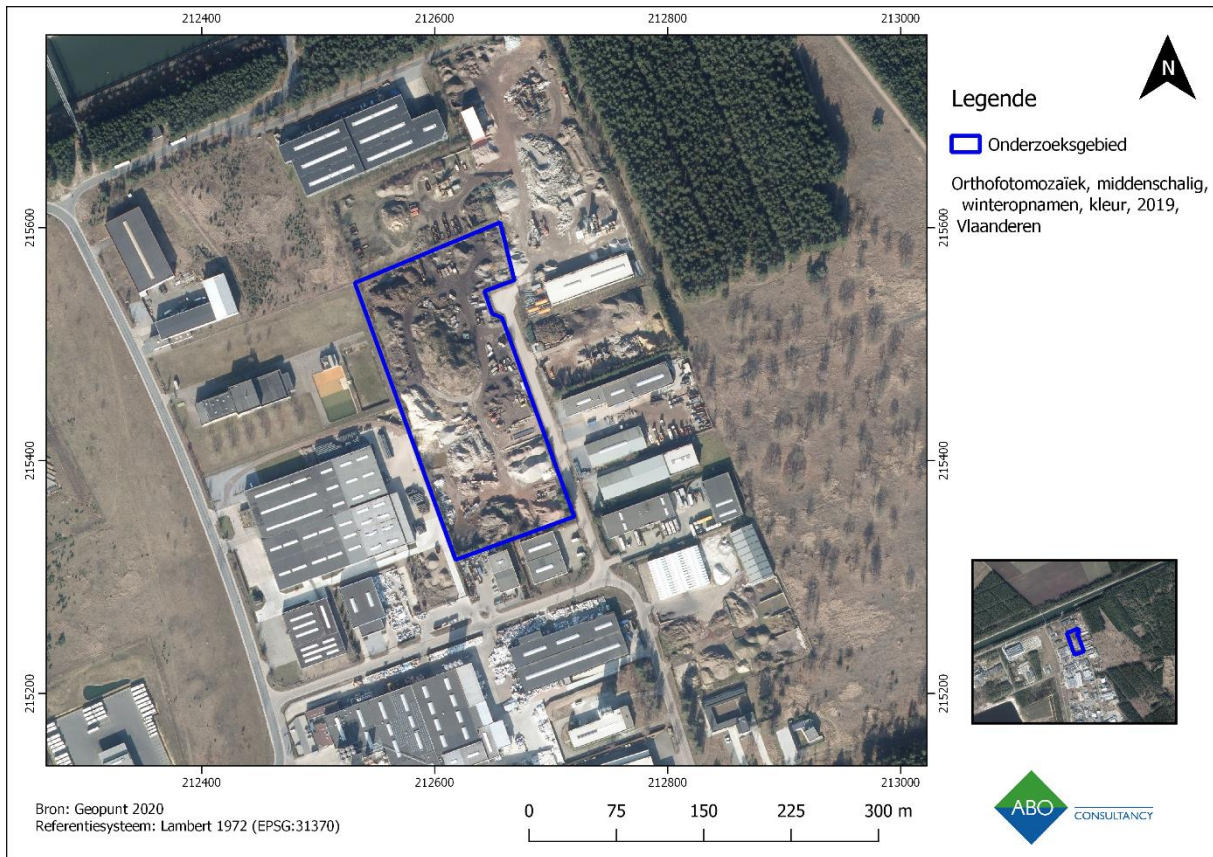 212400
212600
212800
213000
N
Legende
Onderzoeksgebied
Orthofotomozaïek, middenschalig,
winteropnamen, kleur, 2019,
Vlaanderen
215600
215600
215400
215400
215200
215200
212400
212600
212800
213000
Bron: Geopunt 2020
Referentiesysteem: Lambert 1972 (EPSG:31370)
0 75 150 225 300 m
ABO
CONSULTANCY